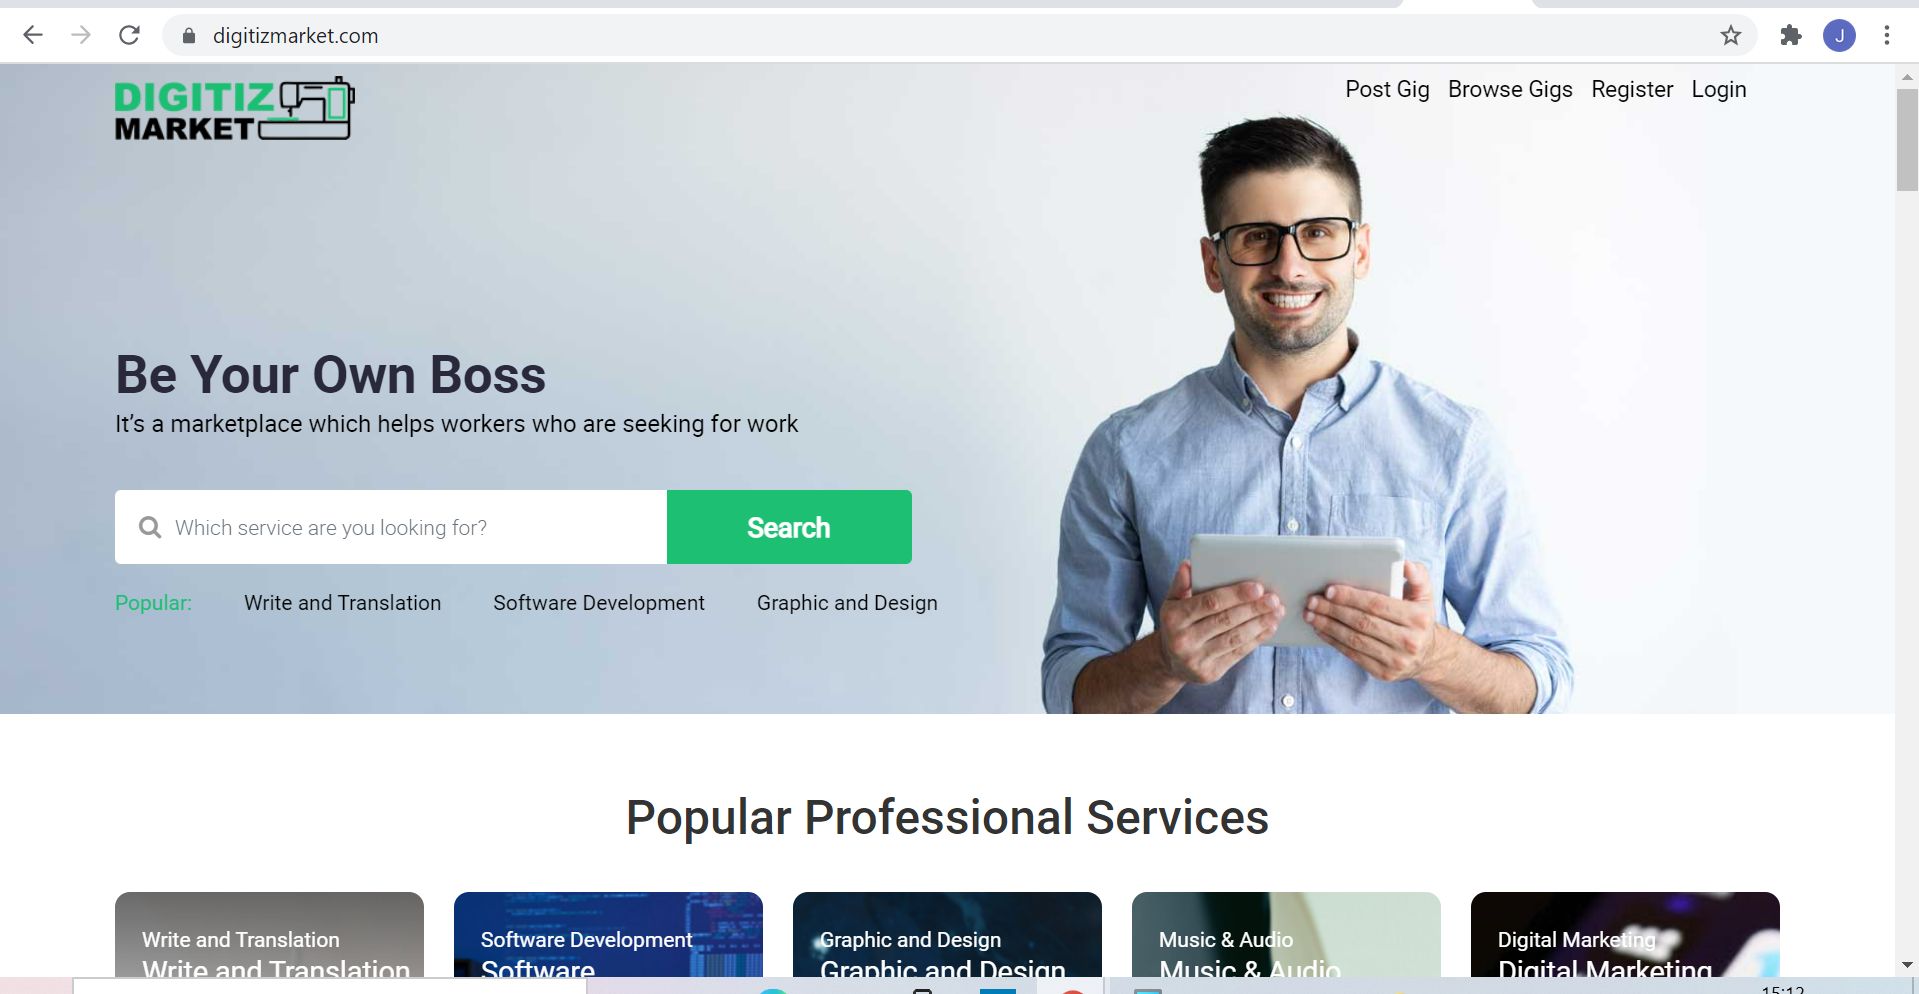 digitizmarket.com
J
DIGITIZ
MARKET
Post Gig Browse Gigs Register Login
Be Your Own Boss
It’s a marketplace which helps workers who are seeking for work
Which service are you looking for?
Search
Popular: Write and Translation Software Development Graphic and Design
Popular Professional Services
Write and Translation
Write and Translation
Software Development
Software
Graphic and Design
Graphic and Design
Music & Audio
Music & Audio
Digital Marketing
Digital Marketing
15:12